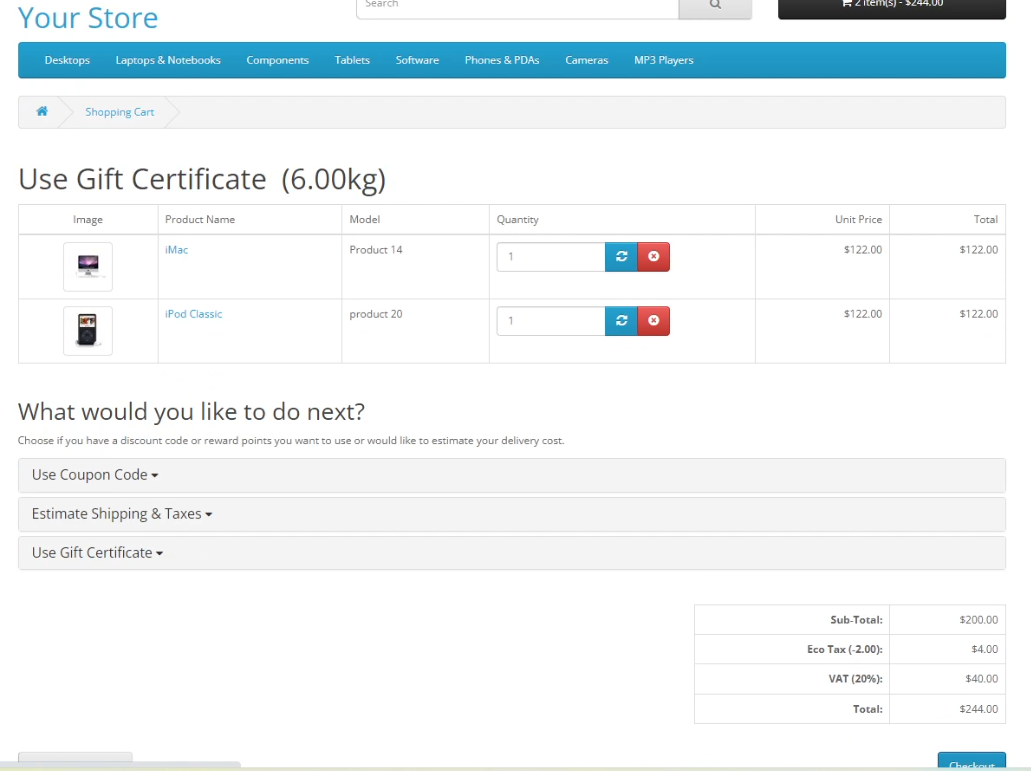 Your Store
Search
2 item(s) - $244.00
Desktops Laptops & Notebooks Components Tablets Software Phones & PDAs Cameras MP3 Players
Shopping Cart
Use Gift Certificate (6.00kg)
Image Product Name Model Quantity Unit Price Total
iMac Product 14 1 $122.00 $122.00
iPod Classic product 20 1 $122.00 $122.00
What would you like to do next?
Choose if you have a discount code or reward points you want to use or would like to estimate your delivery cost.
Use Coupon Code
Estimate Shipping & Taxes
Use Gift Certificate
Sub-Total: $200.00
Eco Tax (-2.00): $4.00
VAT (20%): $40.00
Total: $244.00
Checkout